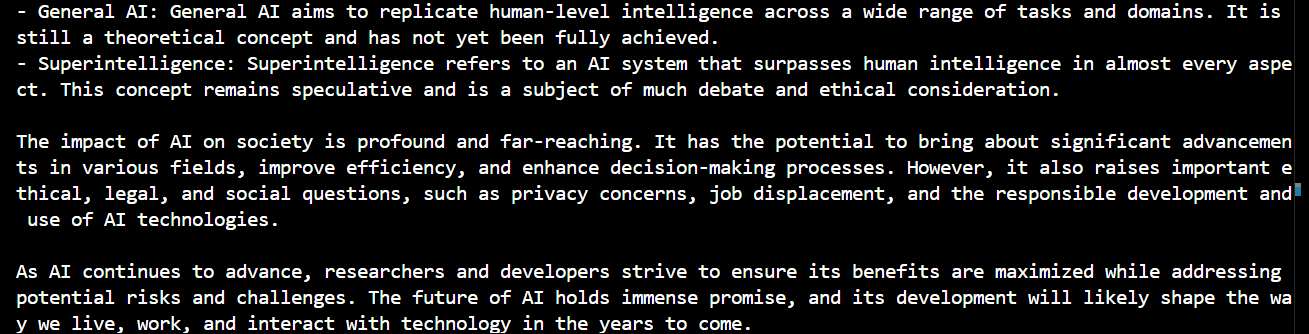 - General AI: General AI aims to replicate human-level intelligence across a wide range of tasks and domains. It is
still a theoretical concept and has not yet been fully achieved.
- Superintelligence: Superintelligence refers to an AI system that surpasses human intelligence in almost every aspe
ct. This concept remains speculative and is a subject of much debate and ethical consideration.
The impact of AI on society is profound and far-reaching. It has the potential to bring about significant advancemen
ts in various fields, improve efficiency, and enhance decision-making processes. However, it also raises important e
thical, legal, and social questions, such as privacy concerns, job displacement, and the responsible development and
 use of AI technologies.
As AI continues to advance, researchers and developers strive to ensure its benefits are maximized while addressing
potential risks and challenges. The future of AI holds immense promise, and its development will likely shape the wa
y we live, work, and interact with technology in the years to come.